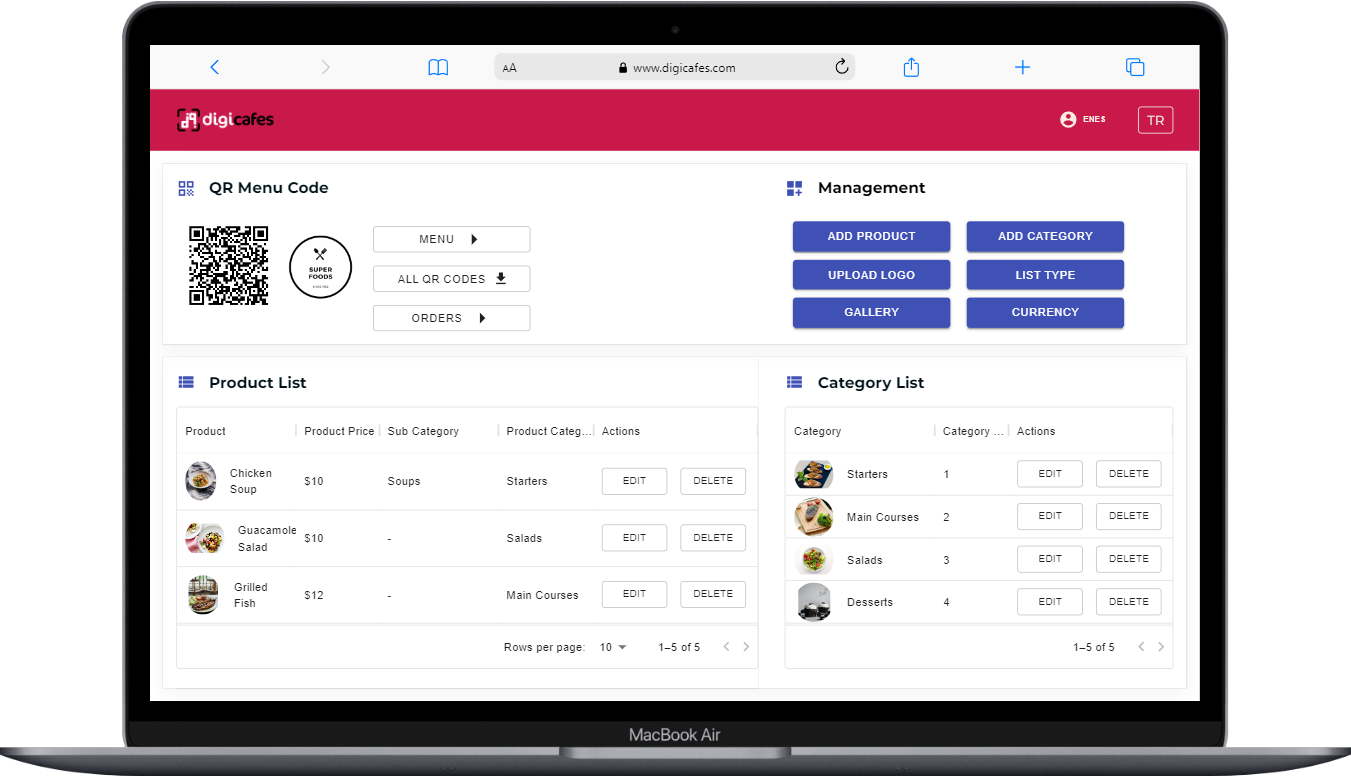 AA
www.digicafes.com
digicafes
ENES
TR
QR Menu Code
Management
SUPER
FOODS
MENU
ALL QR CODES
ORDERS
ADD PRODUCT
ADD CATEGORY
UPLOAD LOGO
LIST TYPE
GALLERY
CURRENCY
Product List
Product
Product Price
Sub Category
Product Categ...
Actions
Chicken
Soup
$10
Soups
Starters
EDIT
DELETE
Guacamole
Salad
$10
-
Salads
EDIT
DELETE
Grilled
Fish
$12
-
Main Courses
EDIT
DELETE
Rows per page:
10
1–5 of 5
Category List
Category
Category ...
Actions
Starters
1
EDIT
DELETE
Main Courses
2
EDIT
DELETE
Salads
3
EDIT
DELETE
Desserts
4
EDIT
DELETE
1–5 of 5
MacBook Air